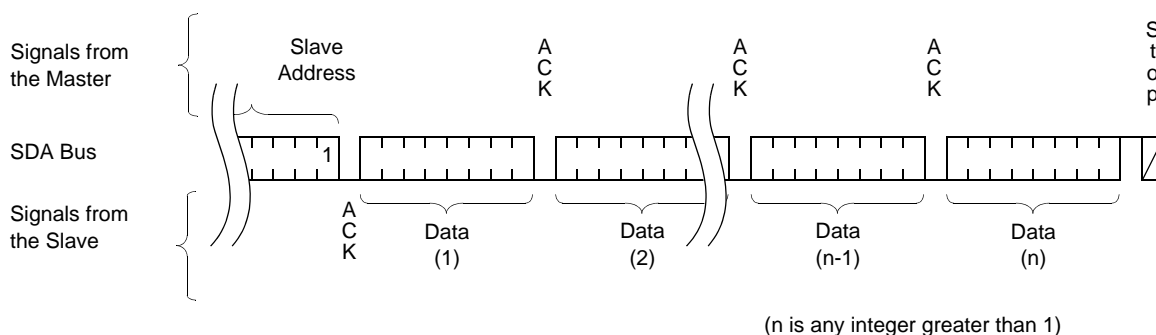 Signals from
the Master
Slave
Address
A
C
K
A
C
K
A
C
K
S
t
o
p
SDA Bus
1
Signals from
the Slave
A
C
K
Data
(1)
Data
(2)
Data
(n-1)
Data
(n)
(n is any integer greater than 1)